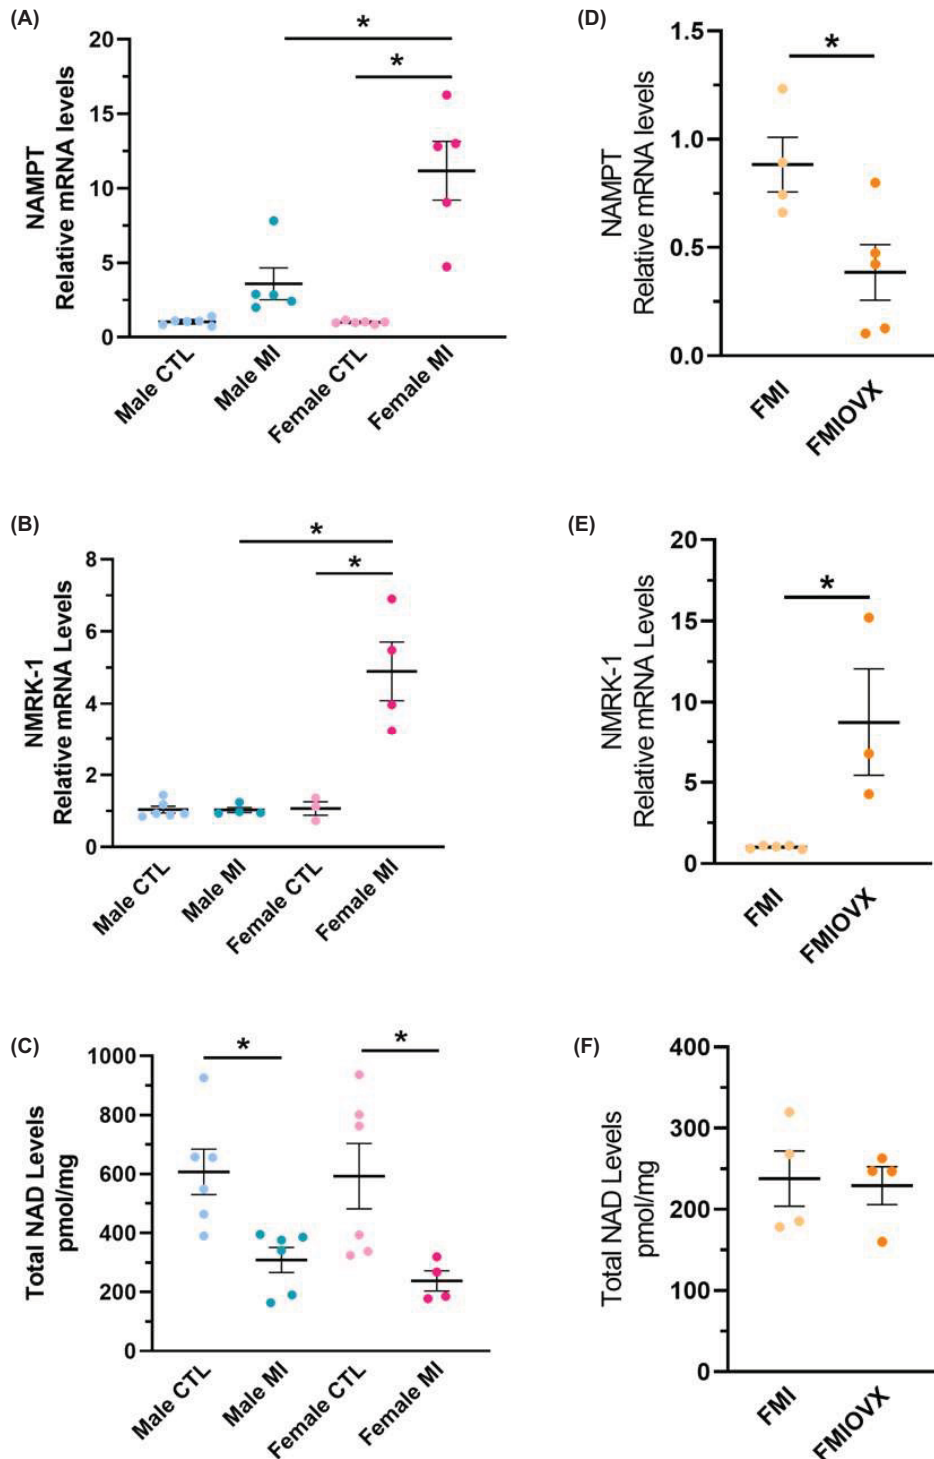 (A)
NAMPT
Relative mRNA levels
20
15
10
5
0
*
*
Male CTL
Male MI
Female CTL
Female MI
(D)
NAMPT
Relative mRNA levels
1.5
1.0
0.5
0.0
*
FMI
FMIOVX
(B)
NMRK-1
Relative mRNA Levels
8
6
4
2
0
*
*
Male CTL
Male MI
Female CTL
Female MI
(E)
NMRK-1
Relative mRNA Levels
20
15
10
5
0
*
FMI
FMIOVX
(C)
Total NAD Levels
pmol/mg
1000
800
600
400
200
0
*
*
Male CTL
Male MI
Female CTL
Female MI
(F)
Total NAD Levels
pmol/mg
400
300
200
100
0
FMI
FMIOVX